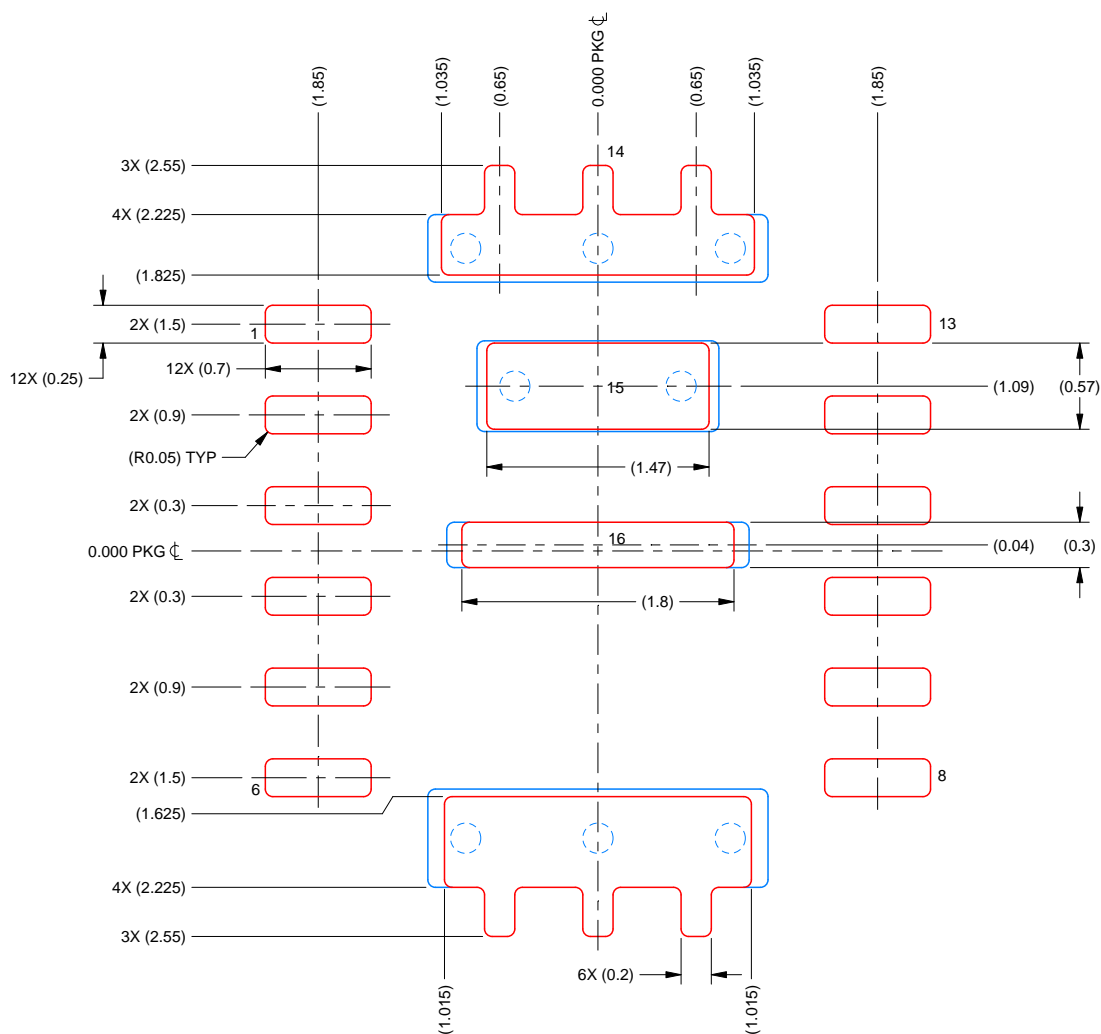 (1.85)
(1.035)
(0.65)
0.000 PKG ℄
(1.035)
(1.85)
3X (2.55)
14
4X (2.225)
(1.825)
2X (1.5)
1
13
12X (0.25)
12X (0.7)
15
(1.09)
(0.57)
2X (0.9)
(R0.05) TYP
(1.47)
2X (0.3)
16
0.000 PKG ℄
(0.04)
(0.3)
2X (0.3)
(1.8)
2X (0.9)
2X (1.5)
6
8
(1.625)
4X (2.225)
3X (2.55)
6X (0.2)
(1.015)
(1.015)